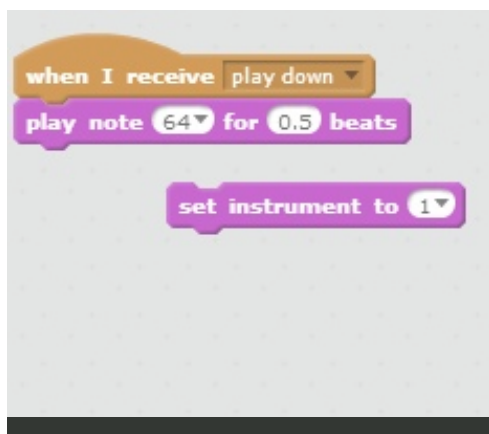 when I receive play down
play note 64 for 0.5 beats
set instrument to 1